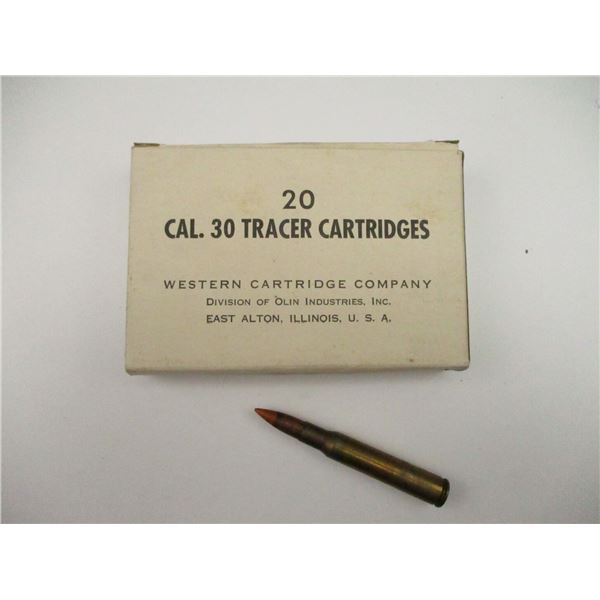 20
CAL. 30 TRACER CARTRIDGES
WESTERN CARTRIDGE COMPANY
DIVISION OF OLIN INDUSTRIES, INC.
EAST ALTON, ILLINOIS, U. S. A.